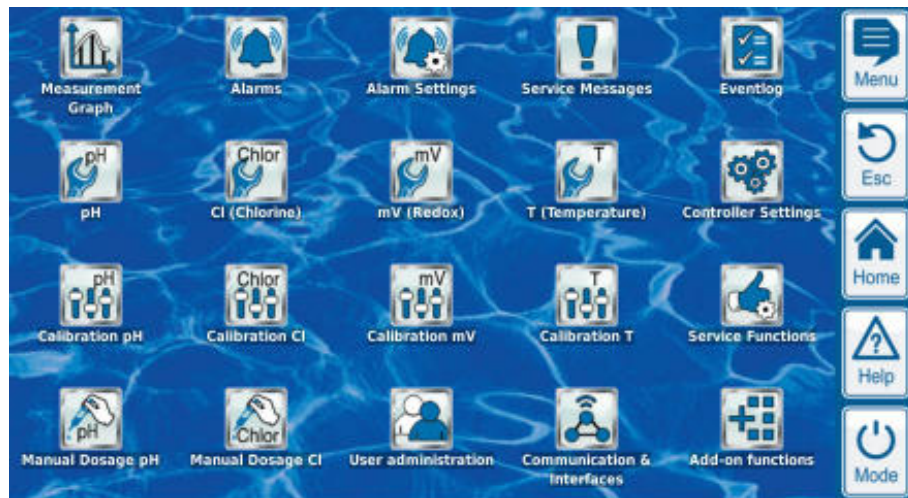 Measurement
Graph
Alarms
Alarm Settings
Service Messages
Eventlog
Menu
pH
pH
Chlor
Cl (Chlorine)
mV
mV (Redox)
T
T (Temperature)
Controller Settings
Esc
pH
Calibration pH
Chlor
Calibration Cl
mV
Calibration mV
T
Calibration T
Service Functions
Home
?
Help
pH
Manual Dosage pH
Chlor
Manual Dosage Cl
User administration
Communication &
Interfaces
Add-on functions
Mode